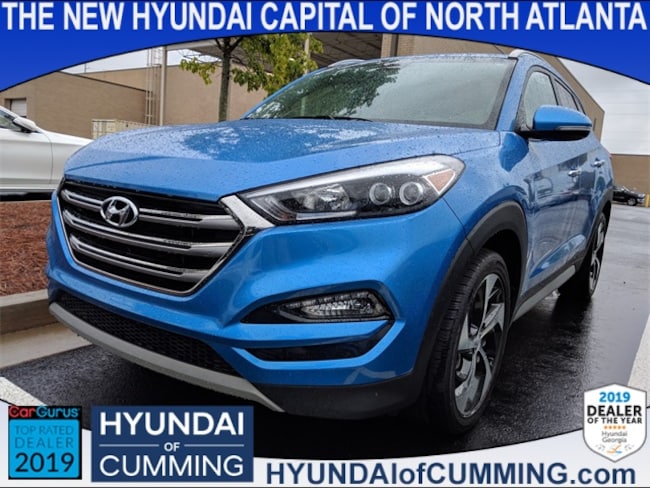 THE NEW HYUNDAI CAPITAL OF NORTH ATLANTA
CarGurus
TOP RATED
DEALER
2019
HYUNDAI
OF
CUMMING
HYUNDAIofCUMMING.com
2019
DEALER
OF THE YEAR
Hyundai
Georgia